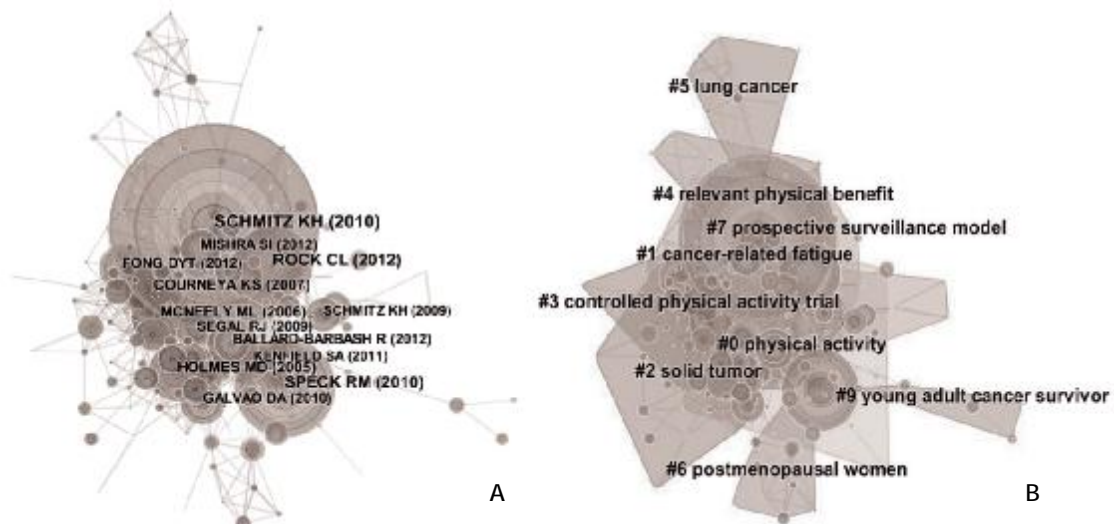 SCHMITZ KH (2010)
MISHRA SI (2012)
FONG DYT (2012)
ROCK CL (2012)
COURNEYA KS (2007)
MCNEELY ML (2006)
SCHMITZ KH (2009)
SEGAL RJ (2009)
BALLARD-BARBASH R (2012)
KENFIELD SA (2011)
HOLMES MD (2005)
SPECK RM (2010)
GALVAO DA (2010)
A
#5 lung cancer
#4 relevant physical benefit
#7 prospective surveillance model
#1 cancer-related fatigue
#3 controlled physical activity trial
#0 physical activity
#2 solid tumor
#9 young adult cancer survivor
#6 postmenopausal women
B